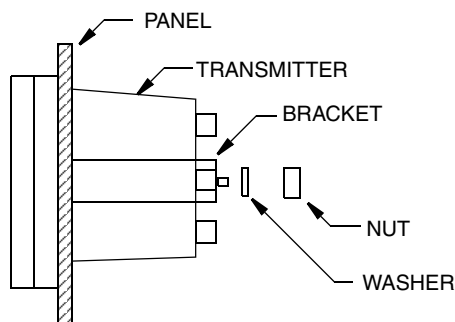 PANEL
TRANSMITTER
BRACKET
NUT
WASHER